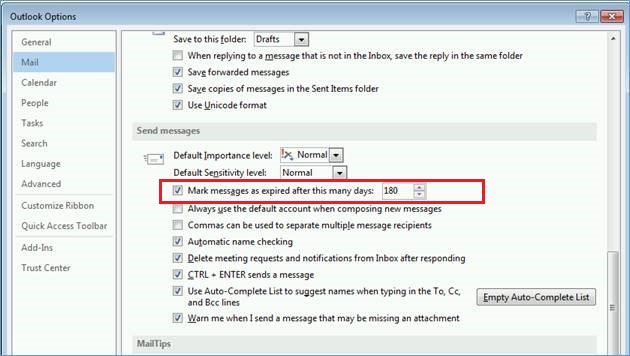 Outlook Options
General
Mail
Calendar
People
Tasks
Search
Language
Advanced
Customize Ribbon
Quick Access Toolbar
Add-Ins
Trust Center
Save to this folder: Drafts
When replying to a message that is not in the Inbox, save the reply in the same folder
Save forwarded messages
Save copies of messages in the Sent Items folder
Use Unicode format
Send messages
Default Importance level: Normal
Default Sensitivity level: Normal
Mark messages as expired after this many days: 180
Always use the default account when composing new messages
Commas can be used to separate multiple message recipients
Automatic name checking
Delete meeting requests and notifications from Inbox after responding
CTRL + ENTER sends a message
Use Auto-Complete List to suggest names when typing in the To, Cc,
and Bcc lines
Empty Auto-Complete List
Warn me when I send a message that may be missing an attachment
MailTips